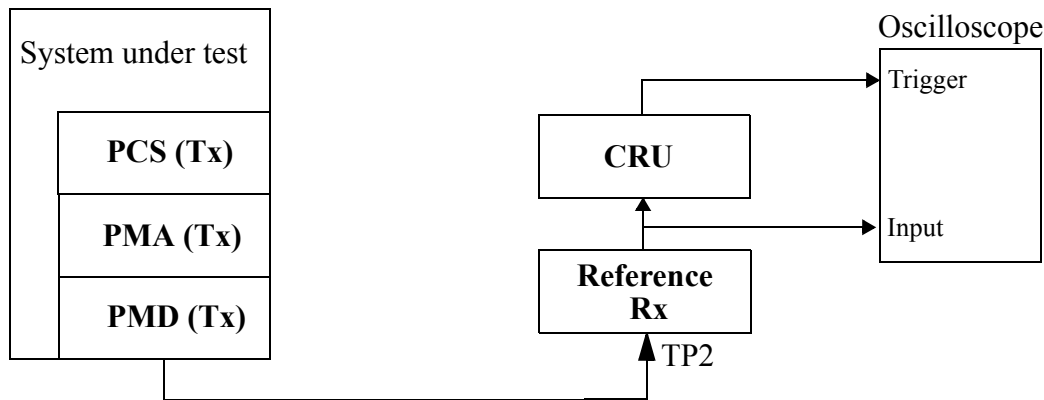 System under test
PCS (Tx)
PMA (Tx)
PMD (Tx)
CRU
Reference
Rx
TP2
Oscilloscope
Trigger
Input